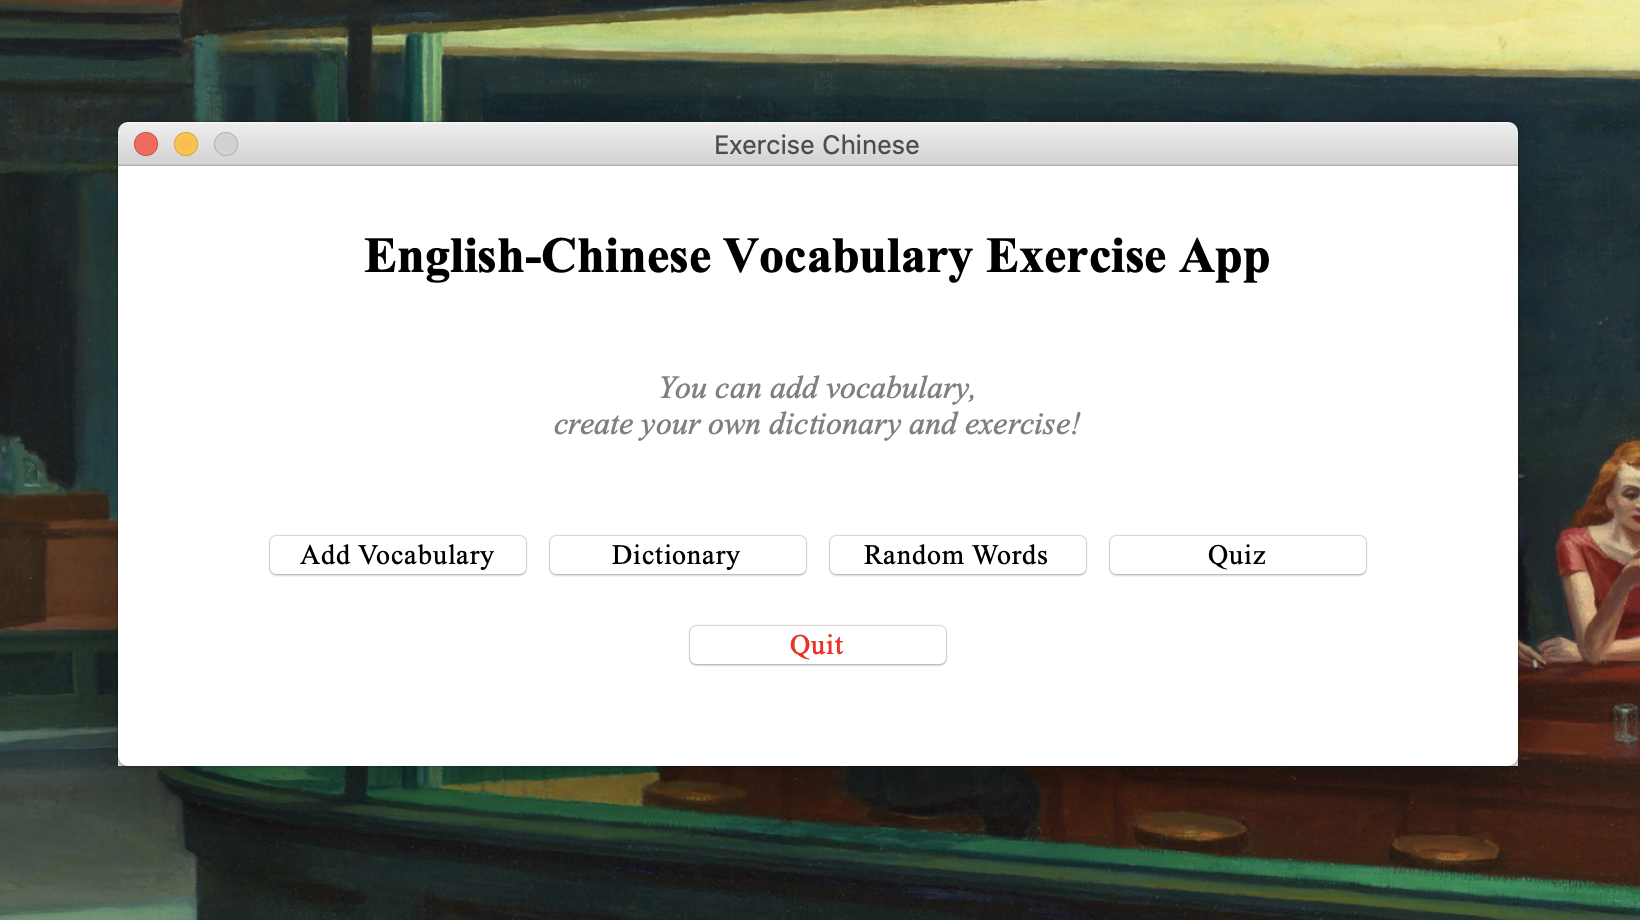 Exercise Chinese
English-Chinese Vocabulary Exercise App
You can add vocabulary,
create your own dictionary and exercise!
Add Vocabulary
Dictionary
Random Words
Quiz
Quit